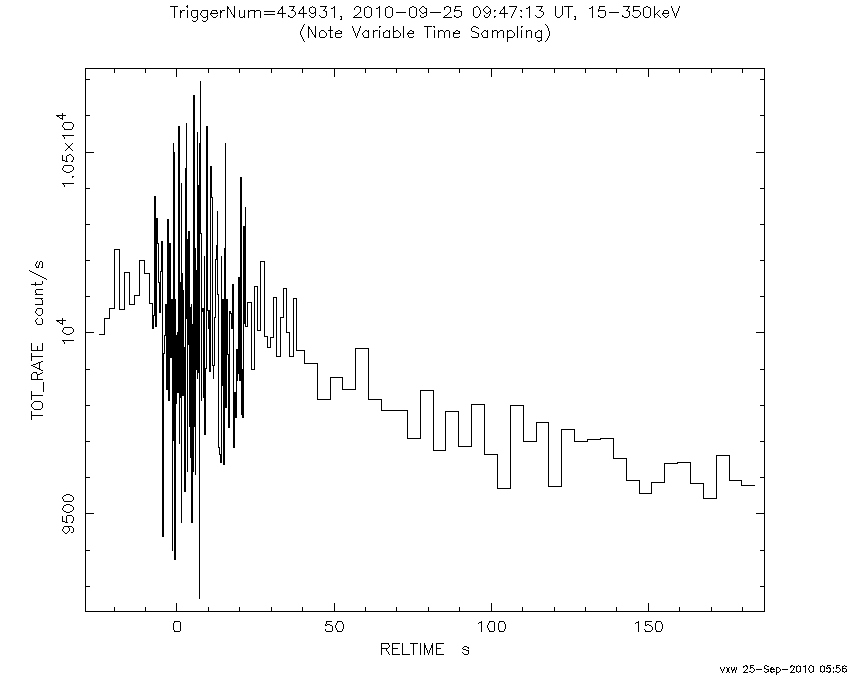 TriggerNum=434931, 2010-09-25 09:47:13 UT, 15-350keV
(Note Variable Time Sampling)
TOT_RATE count/s
1.05×10⁴
10⁴
9500
0 50 100 150
RELTIME s
vxw 25-Sep-2010 05:56